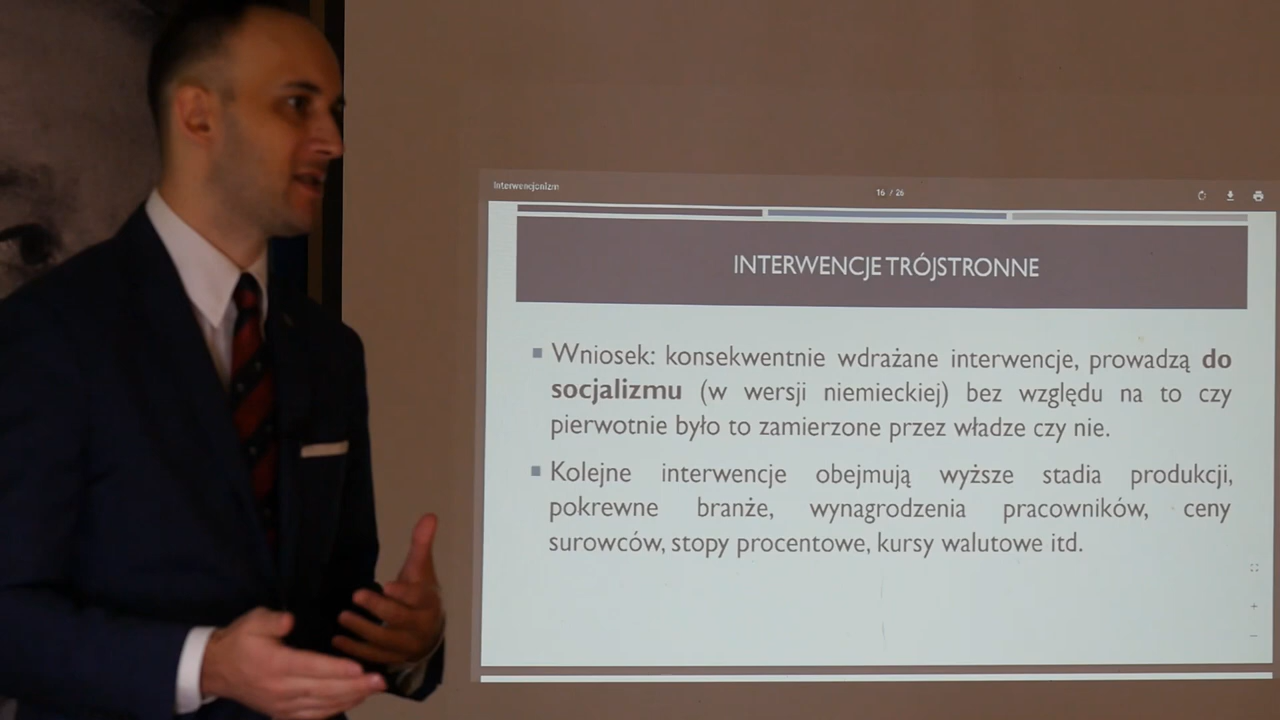 Interwencjonizm
16 / 26
INTERWENCJE TRÓJSTRONNE
Wniosek: konsekwentnie wdrażane interwencje, prowadzą do
socjalizmu (w wersji niemieckiej) bez względu na to czy
pierwotnie było to zamierzone przez władze czy nie.
Kolejne interwencje obejmują wyższe stadia produkcji,
pokrewne branże, wynagrodzenia pracowników, ceny
surowców, stopy procentowe, kursy walutowe itd.